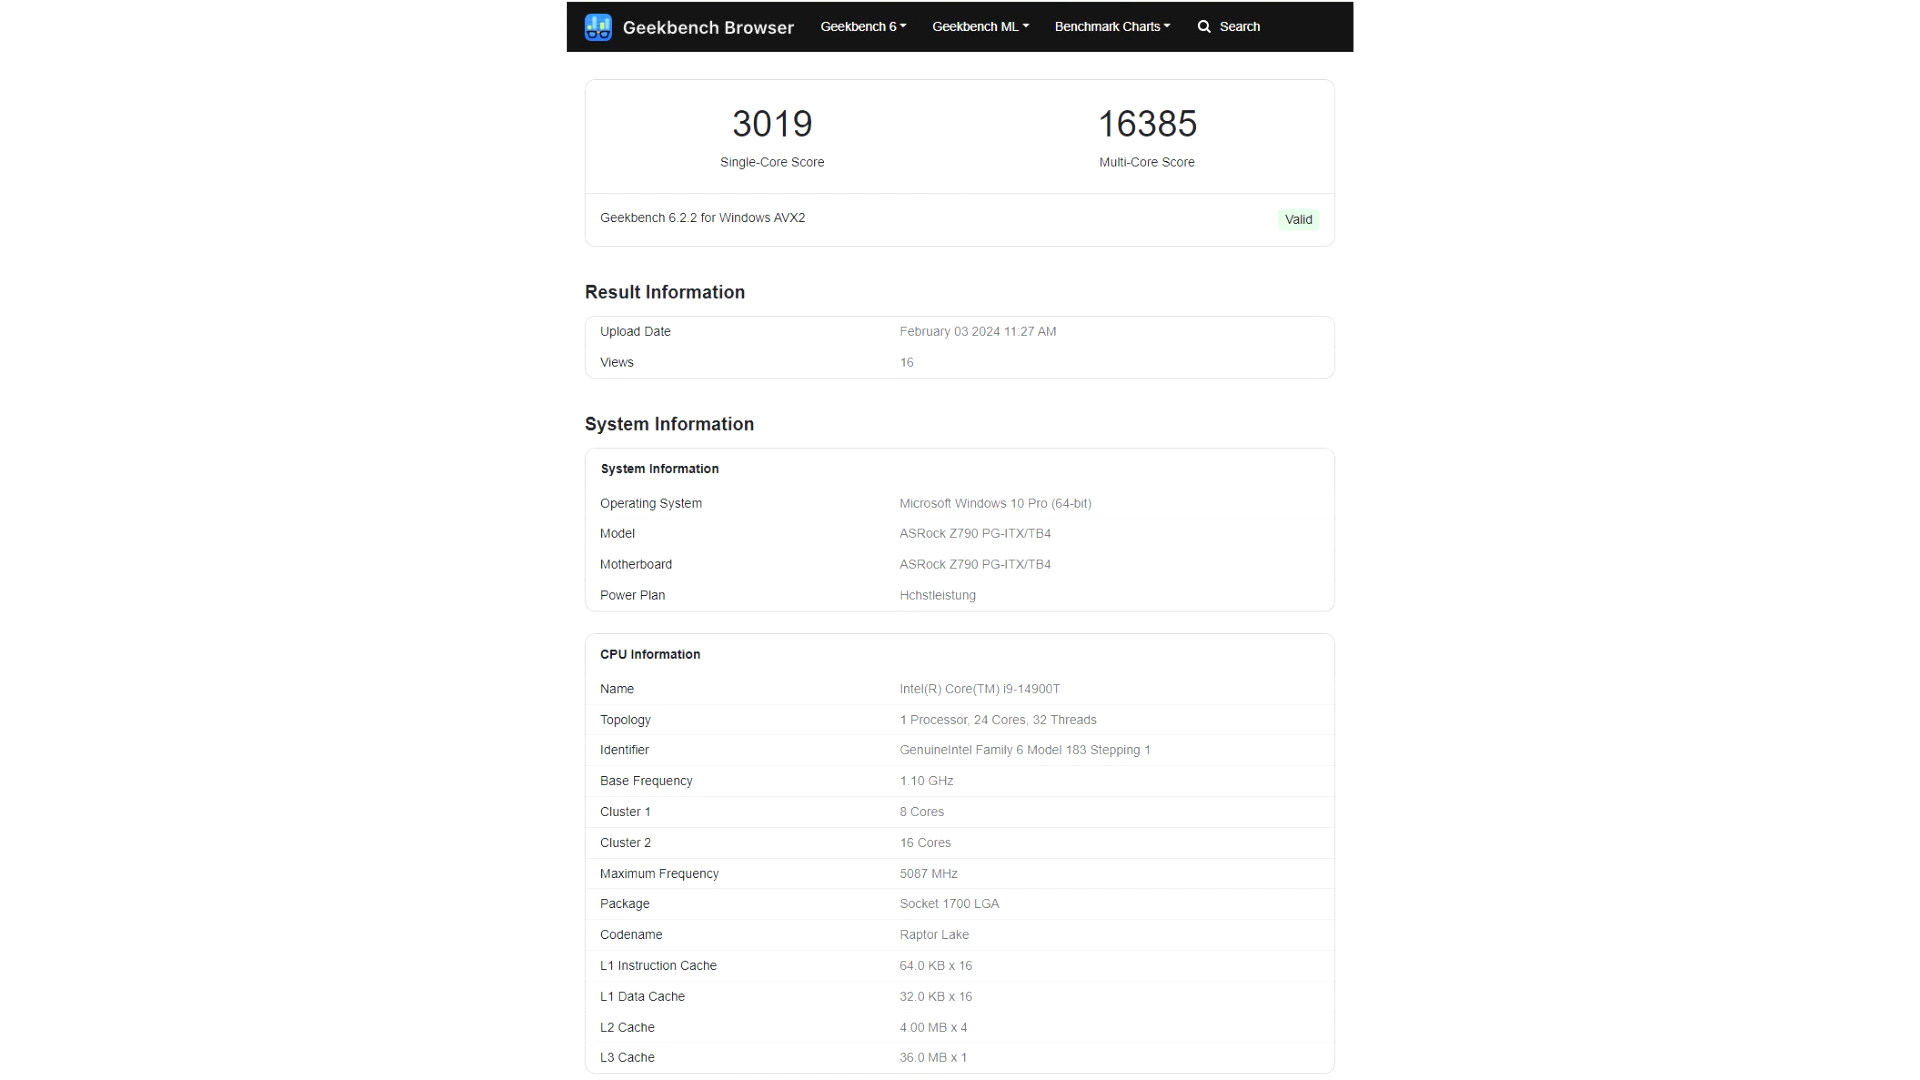 Geekbench Browser Geekbench 6 Geekbench ML Benchmark Charts Search
3019 16385
Single-Core Score Multi-Core Score
Geekbench 6.2.2 for Windows AVX2 Valid
Result Information
Upload Date February 03 2024 11:27 AM
Views 16
System Information
System Information
Operating System Microsoft Windows 10 Pro (64-bit)
Model ASRock Z790 PG-ITX/TB4
Motherboard ASRock Z790 PG-ITX/TB4
Power Plan Hchstleistung
CPU Information
Name Intel(R) Core(TM) i9-14900T
Topology 1 Processor, 24 Cores, 32 Threads
Identifier GenuineIntel Family 6 Model 183 Stepping 1
Base Frequency 1.10 GHz
Cluster 1 8 Cores
Cluster 2 16 Cores
Maximum Frequency 5087 MHz
Package Socket 1700 LGA
Codename Raptor Lake
L1 Instruction Cache 64.0 KB x 16
L1 Data Cache 32.0 KB x 16
L2 Cache 4.00 MB x 4
L3 Cache 36.0 MB x 1